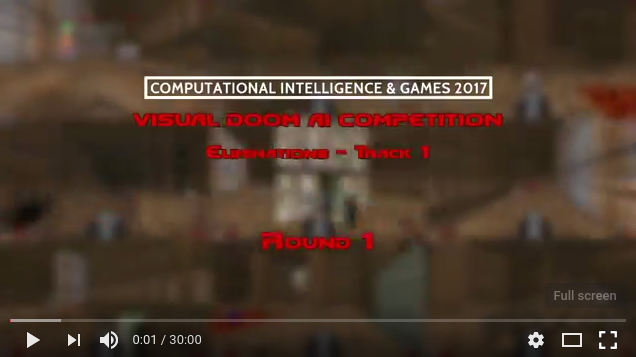 COMPUTATIONAL INTELLIGENCE & GAMES 2017
VISUAL DOOM AI COMPETITION
Eliminations - Track 1
Round 1
Full screen
0:01 / 30:00